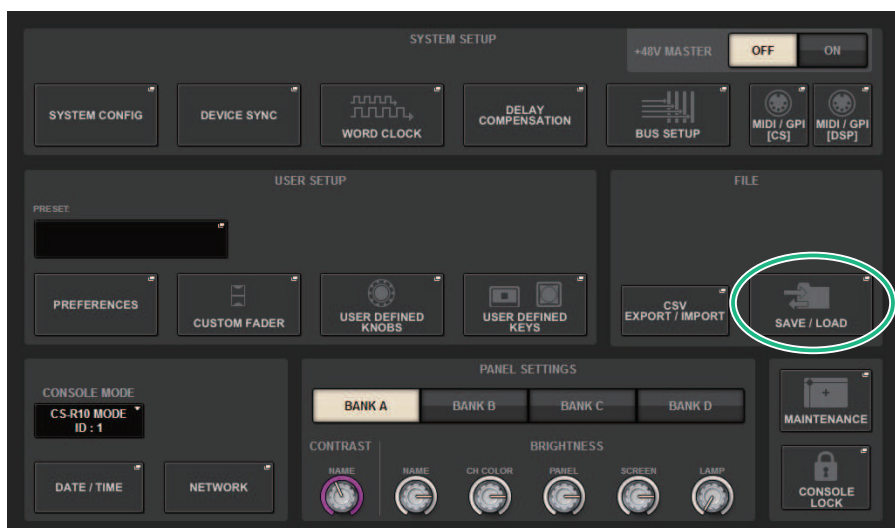 SYSTEM SETUP
+48V MASTER
OFF
ON
SYSTEM CONFIG
DEVICE SYNC
WORD CLOCK
DELAY
COMPENSATION
BUS SETUP
MIDI / GPI
[CS]
MIDI / GPI
[DSP]
USER SETUP
PRESET:
PREFERENCES
CUSTOM FADER
USER DEFINED
KNOBS
USER DEFINED
KEYS
FILE
CSV
EXPORT / IMPORT
SAVE / LOAD
CONSOLE MODE
CS-R10 MODE
ID : 1
DATE / TIME
NETWORK
PANEL SETTINGS
BANK A
BANK B
BANK C
BANK D
CONTRAST
BRIGHTNESS
NAME
NAME
CH COLOR
PANEL
SCREEN
LAMP
MAINTENANCE
CONSOLE
LOCK